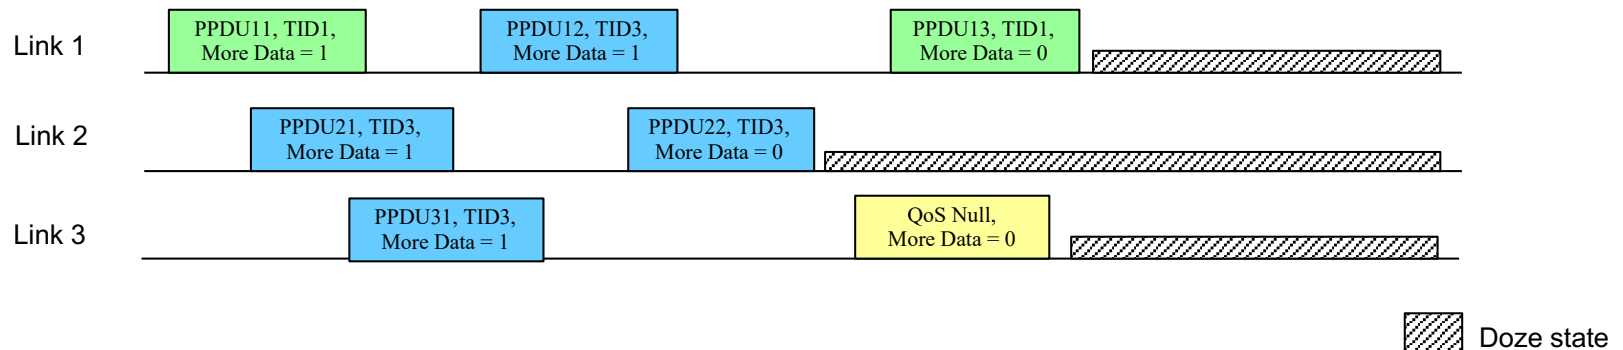 Link 1
PPDU11, TID1,
More Data = 1
PPDU12, TID3,
More Data = 1
PPDU13, TID1,
More Data = 0
Link 2
PPDU21, TID3,
More Data = 1
PPDU22, TID3,
More Data = 0
Link 3
PPDU31, TID3,
More Data = 1
QoS Null,
More Data = 0
Doze state